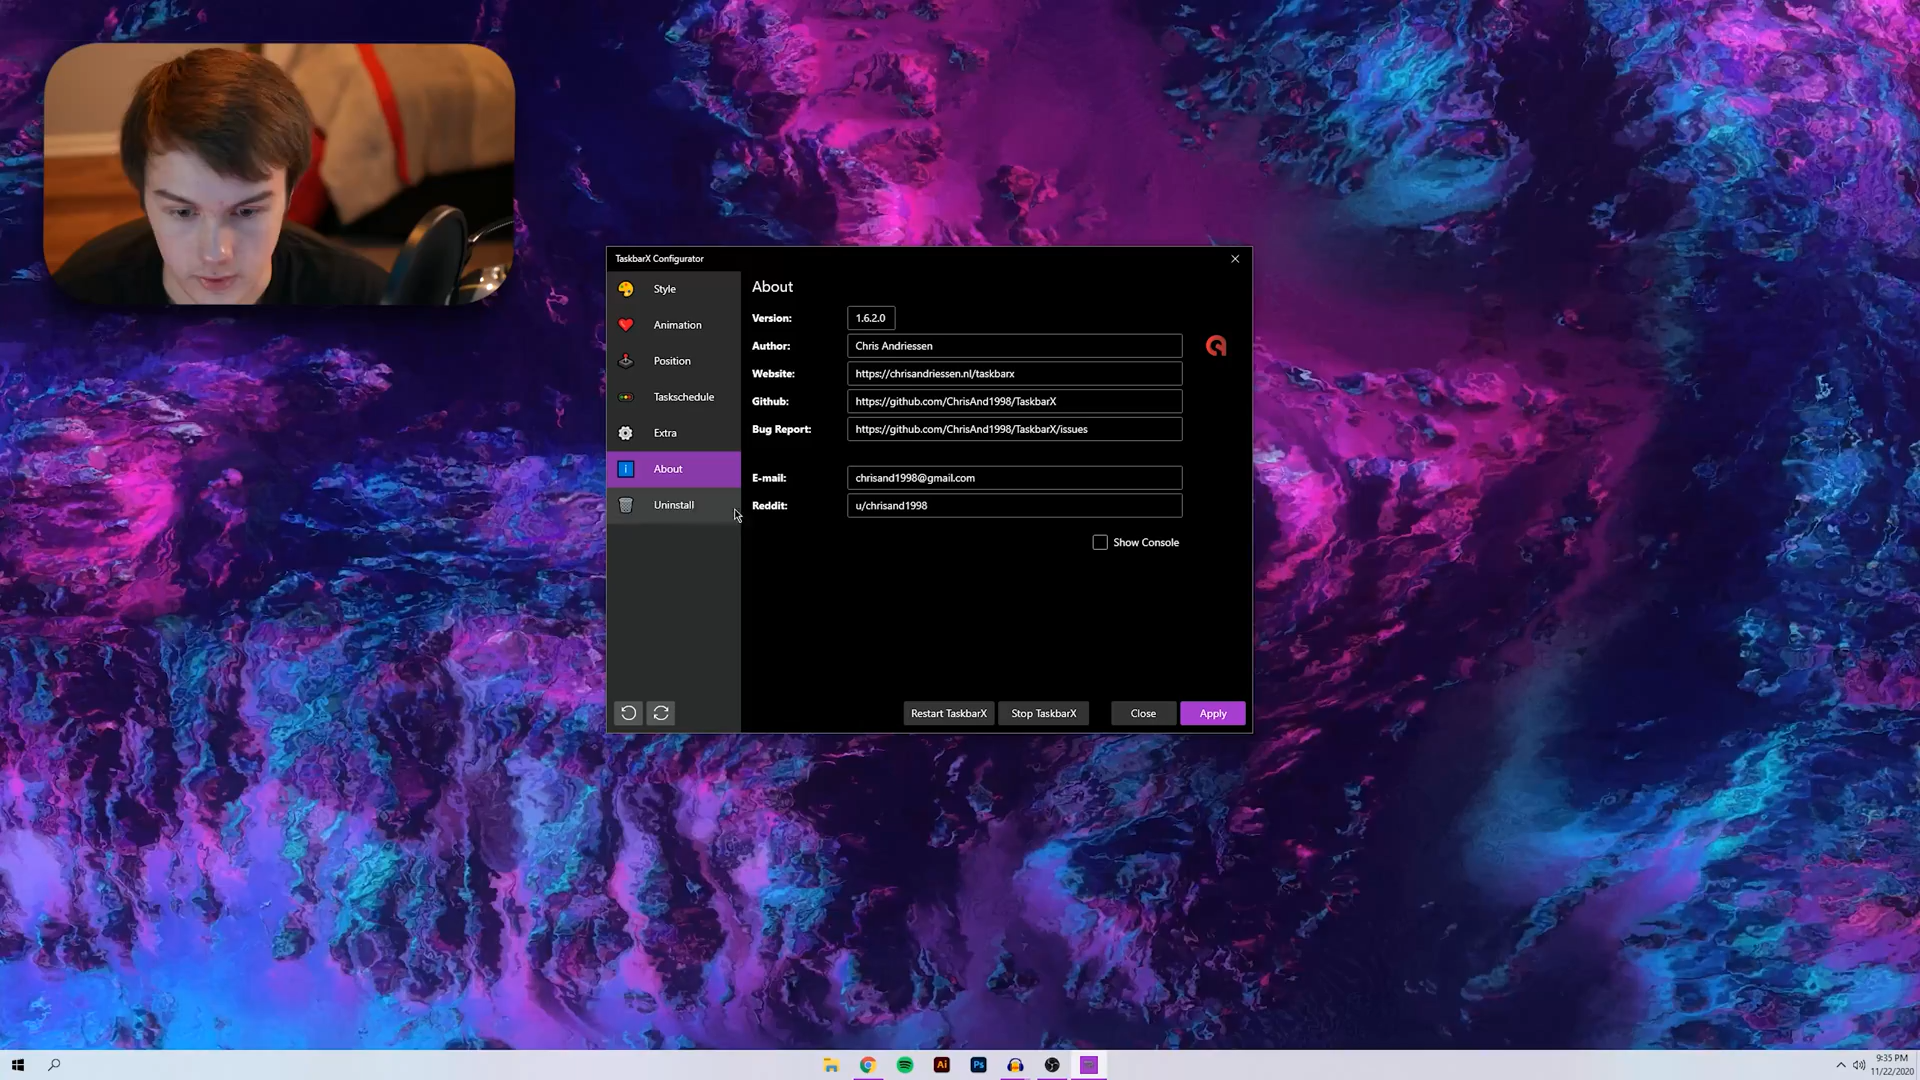 TaskbarX Configurator
Style
Animation
Position
Taskschedule
Extra
About
Uninstall
About
Version: 1.6.2.0
Author: Chris Andriessen
Website: https://chrisandriessen.nl/taskbarx
Github: https://github.com/ChrisAnd1998/TaskbarX
Bug Report: https://github.com/ChrisAnd1998/TaskbarX/issues
E-mail: chrisand1998@gmail.com
Reddit: u/chrisand1998
Show Console
Restart TaskbarX Stop TaskbarX Close Apply
Ai Ps
9:35 PM
11/22/2020